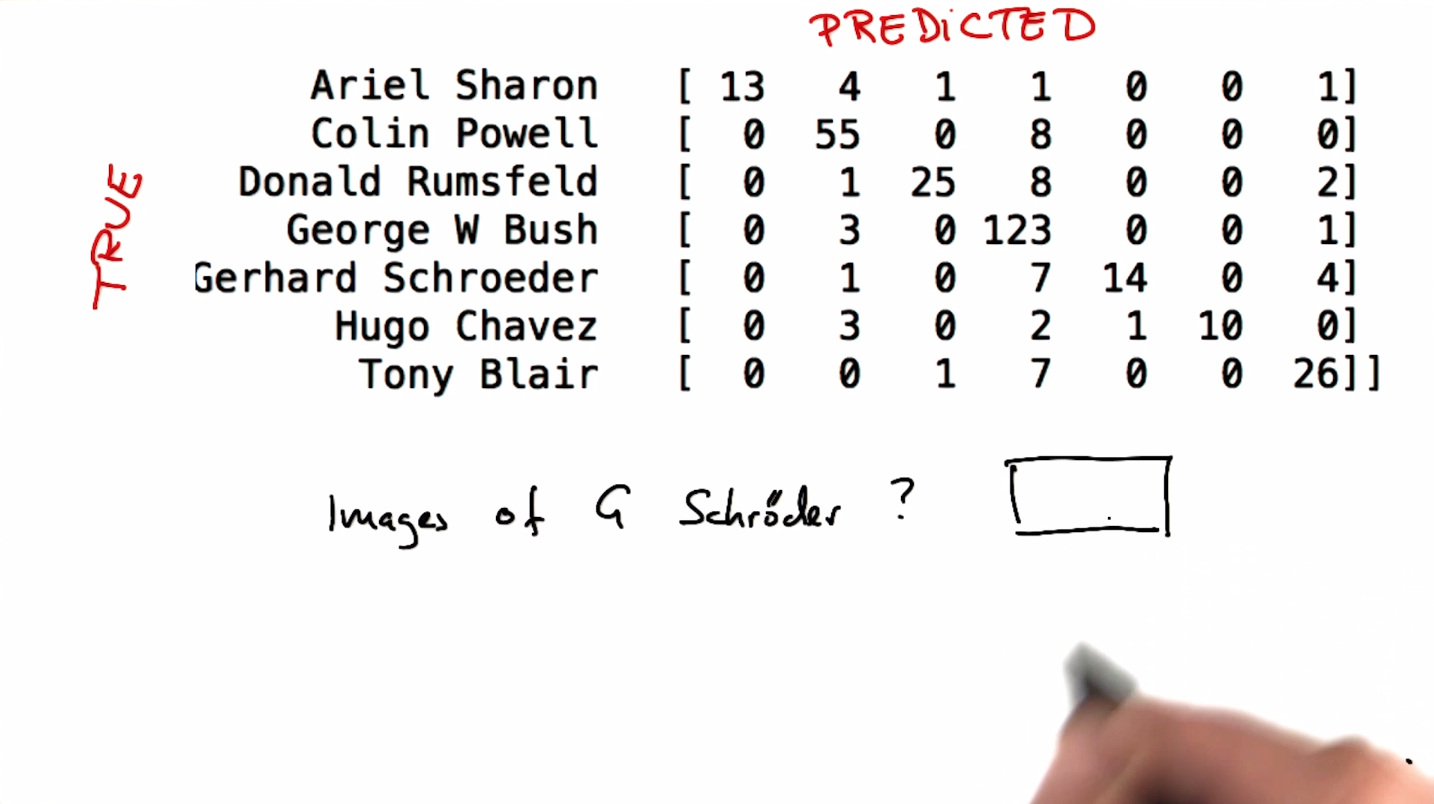 PREDICTED
TRUE
Ariel Sharon [ 13 4 1 1 0 0 1]
Colin Powell [ 0 55 0 8 0 0 0]
Donald Rumsfeld [ 0 1 25 8 0 0 2]
George W Bush [ 0 3 0 123 0 0 1]
Gerhard Schroeder [ 0 1 0 7 14 0 4]
Hugo Chavez [ 0 3 0 2 1 10 0]
Tony Blair [ 0 0 1 7 0 0 26]]
Images of G Schröder ?